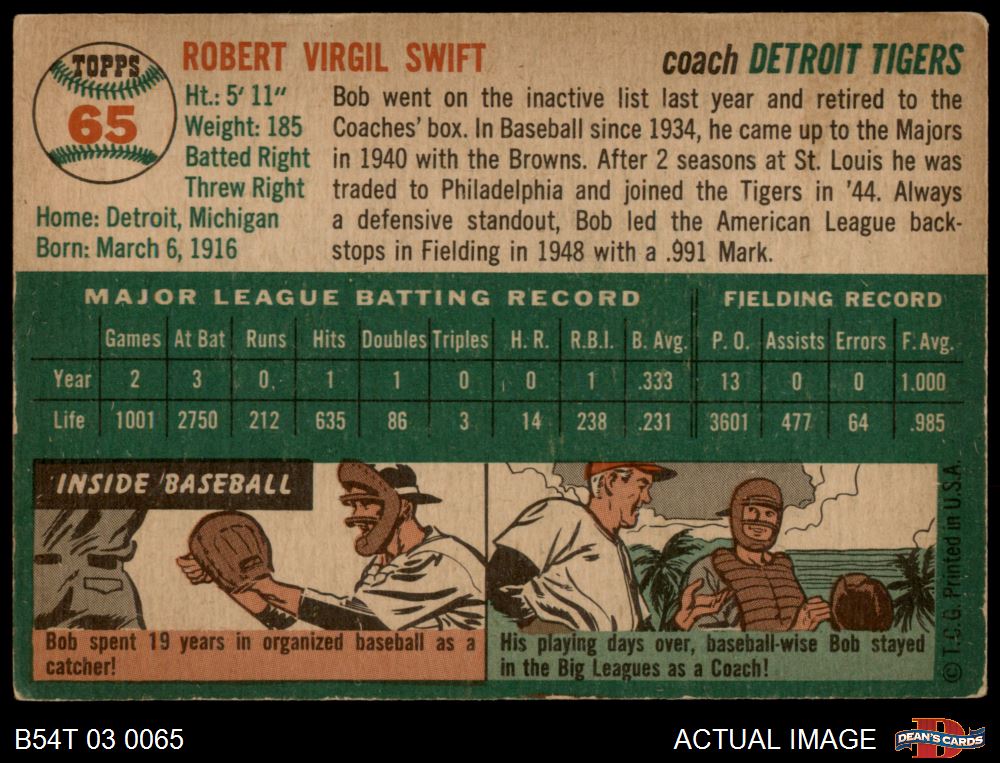 TOPPS
65
ROBERT VIRGIL SWIFT
coach DETROIT TIGERS
Ht.: 5' 11"
Weight: 185
Batted Right
Threw Right
Home: Detroit, Michigan
Born: March 6, 1916
Bob went on the inactive list last year and retired to the
Coaches' box. In Baseball since 1934, he came up to the Majors
in 1940 with the Browns. After 2 seasons at St. Louis he was
traded to Philadelphia and joined the Tigers in '44. Always
a defensive standout, Bob led the American League back-
stops in Fielding in 1948 with a .991 Mark.
MAJOR LEAGUE BATTING RECORD FIELDING RECORD
Games At Bat Runs Hits Doubles Triples H. R. R.B.I. B. Avg. P. O. Assists Errors F. Avg.
Year 2 3 0 1 1 0 0 1 .333 13 0 0 1.000
Life 1001 2750 212 635 86 3 14 238 .231 3601 477 64 .985
INSIDE BASEBALL
Bob spent 19 years in organized baseball as a
catcher!
His playing days over, baseball-wise Bob stayed
in the Big Leagues as a Coach!
© T.C.G. Printed in U.S.A.
B54T 03 0065
ACTUAL IMAGE
DEAN'S CARDS